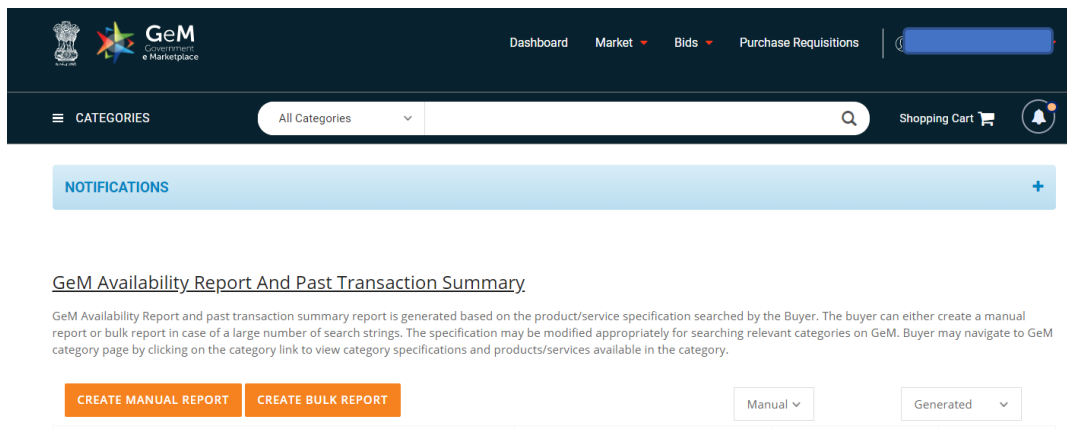 GeM
Government
e Marketplace
Dashboard Market Bids Purchase Requisitions
CATEGORIES All Categories Shopping Cart
NOTIFICATIONS +
GeM Availability Report And Past Transaction Summary
GeM Availability Report and past transaction summary report is generated based on the product/service specification searched by the Buyer. The buyer can either create a manual
report or bulk report in case of a large number of search strings. The specification may be modified appropriately for searching relevant categories on GeM. Buyer may navigate to GeM
category page by clicking on the category link to view category specifications and products/services available in the category.
CREATE MANUAL REPORT CREATE BULK REPORT Manual Generated